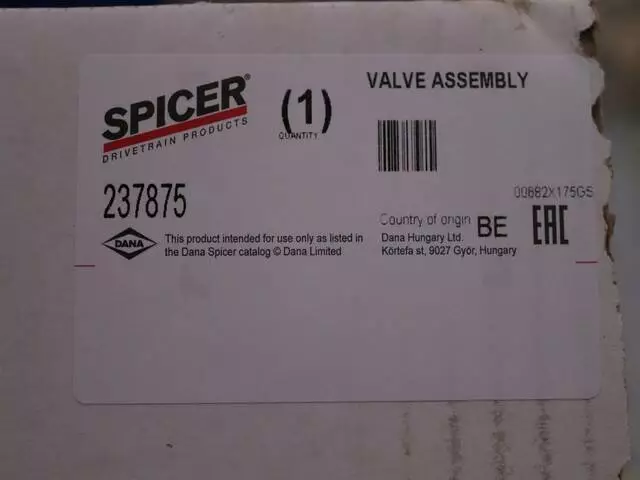 SPICER®
DRIVETRAIN PRODUCTS
(1)
QUANTITY
VALVE ASSEMBLY
237875
00682X175GS
DANA
This product intended for use only as listed in
the Dana Spicer catalog © Dana Limited
Country of origin BE
Dana Hungary Ltd.
Körtefa st, 9027 Győr, Hungary
EAC